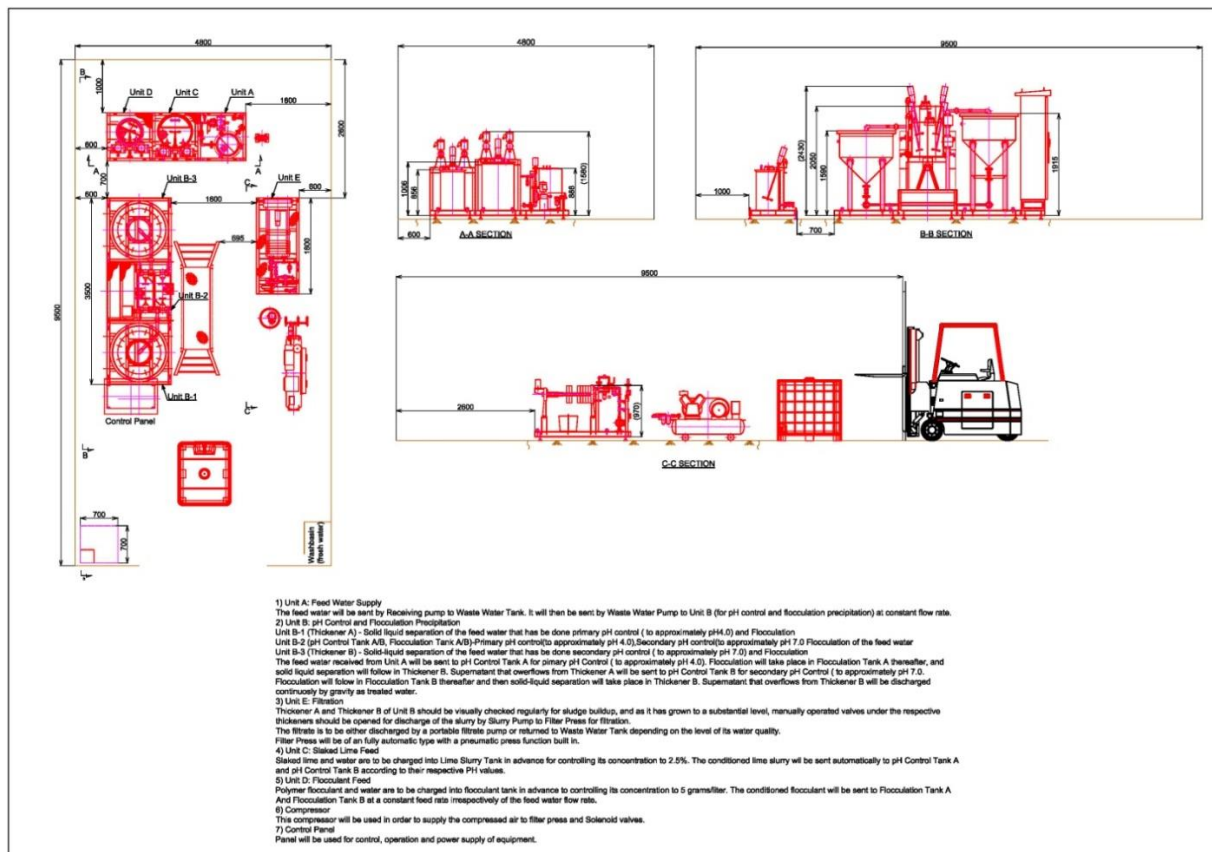 4800
4800
9500
B
1000
Unit D
Unit C
Unit A
1600
2600
600
A
A
700
C
Unit E
Unit B-3
600
1600
600
695
1800
3500
9500
Unit B-2
Unit B-1
Control Panel
C
B
700
700
Washbasin
(fresh water)
1006
856
(1580)
888
600
A-A SECTION
(2430)
2050
1590
1915
1000
700
B-B SECTION
9500
2600
(970)
C-C SECTION
1) Unit A: Feed Water Supply
The feed water will be sent by Receiving pump to Waste Water Tank. It will then be sent by Waste Water Pump to Unit B (for pH control and flocculation precipitation) at constant flow rate.
2) Unit B: pH Control and Flocculation Precipitation
Unit B-1 (Thickener A) - Solid liquid separation of the feed water that has be done primary pH control ( to approximately pH4.0) and Flocculation
Unit B-2 (pH Control Tank A/B, Flocculation Tank A/B)-Primary pH control(to approximately pH 4.0),Secondary pH control(to approximately pH 7.0 Flocculation of the feed water
Unit B-3 (Thickener B) - Solid-liquid separation of the feed water that has be done secondary pH control ( to approximately pH 7.0) and Flocculation
The feed water received from Unit A will be sent to pH Control Tank A for pimary pH Control ( to approximately pH 4.0). Flocculation will take place in Flocculation Tank A thereafter, and
solid liquid separation will follow in Thickener B. Supernatant that owerflows from Thickener A will be sent to pH Control Tank B for secondary pH Control ( to approximately pH 7.0.
Flocculation will folow in Flocculation Tank B thereafter and then solid-liquid separation will take place in Thickener B. Supernatant that overflows from Thickener B will be discharged
continuosly by gravity as treated water.
3) Unit E: Filtration
Thickener A and Thickener B of Unit B should be visually checked regularly for sludge buildup, and as it has grown to a substantial level, manually operated valves under the respective
thickeners should be opened for discharge of the slurry by Slurry Pump to Filter Press for filtration.
The filtrate is to be either discharged by a portable filtrate pump or returned to Waste Water Tank depending on the level of its water quality.
Filter Press will be of an fully automatic type with a pneumatic press function built in.
4) Unit C: Slaked Lime Feed
Slaked lime and water are to be charged into Lime Slurry Tank in advance for controlling its concentration to 2.5%. The conditioned lime slurry wil be sent automatically to pH Control Tank A
and pH Control Tank B according to their respective PH values.
5) Unit D: Flocculant Feed
Polymer flocculant and water are to be charged into flocculant tank in advance to controlling its concentration to 5 grams/liter. The conditioned flocculant will be sent to Flocculation Tank A
And Flocculation Tank B at a constant feed rate irrespectively of the feed water flow rate.
6) Compressor
This compressor will be used in order to supply the compressed air to filter press and Solenoid valves.
7) Control Panel
Panel will be used for control, operation and power supply of equipment.